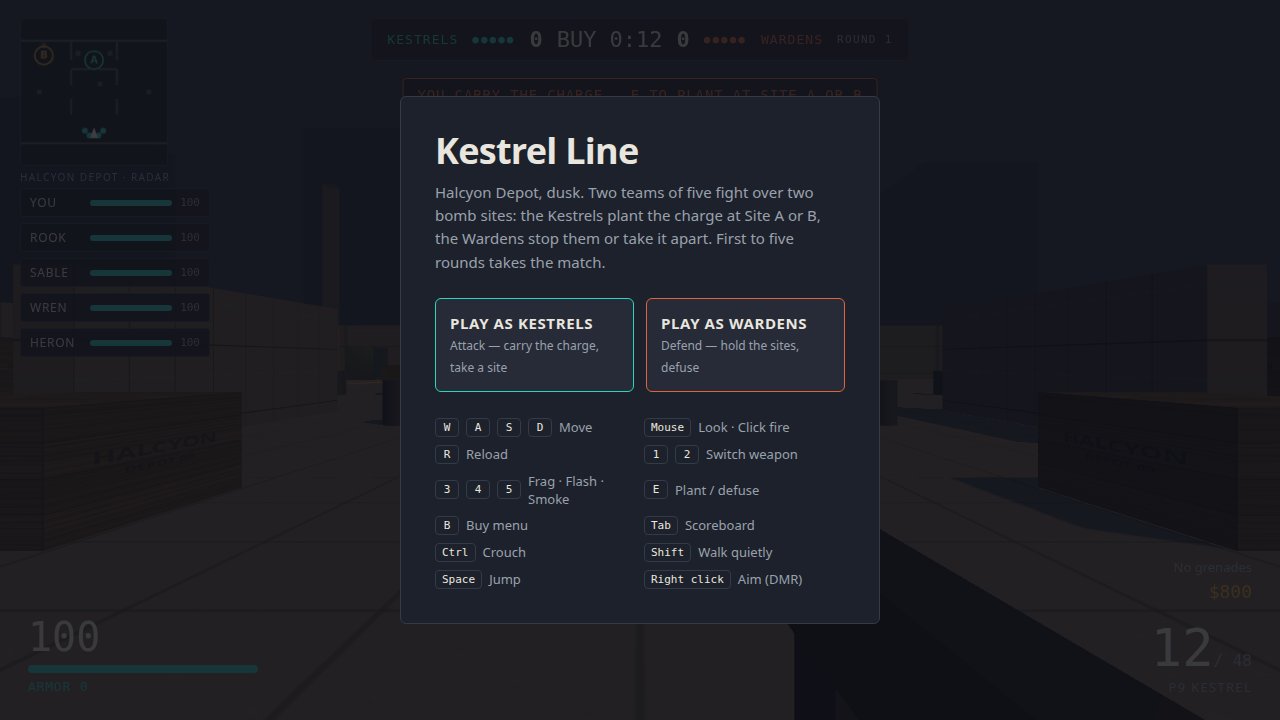 KESTRELS 0 BUY 0:12 0 WARDENS ROUND 1
B A
YOU CARRY THE CHARGE E TO PLANT AT SITE A OR B
HALCYON DEPOT · RADAR
YOU 100
ROOK 100
SABLE 100
WREN 100
HERON 100
Kestrel Line
Halcyon Depot, dusk. Two teams of five fight over two
bomb sites: the Kestrels plant the charge at Site A or B,
the Wardens stop them or take it apart. First to five
rounds takes the match.
PLAY AS KESTRELS
Attack — carry the charge,
take a site
PLAY AS WARDENS
Defend — hold the sites,
defuse
W A S D Move
Mouse Look · Click fire
R Reload
1 2 Switch weapon
3 4 5 Frag · Flash ·
Smoke
E Plant / defuse
B Buy menu
Tab Scoreboard
Ctrl Crouch
Shift Walk quietly
Space Jump
Right click Aim (DMR)
HALCYON
HALCYON
No grenades
$800
100
ARMOR 0
12 / 48
P9 KESTREL